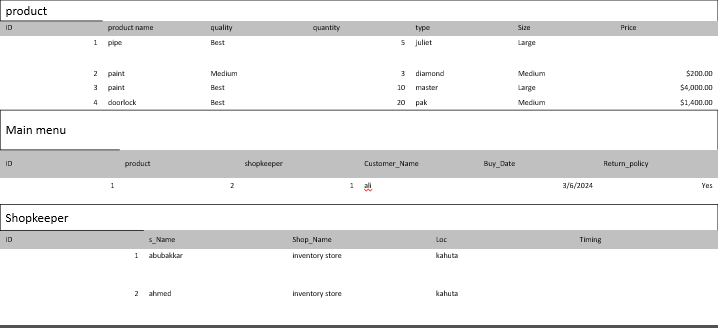 product
ID product name quality quantity type Size Price
1 pipe Best 5 juliet Large
2 paint Medium 3 diamond Medium $200.00
3 paint Best 10 master Large $4,000.00
4 doorlock Best 20 pak Medium $1,400.00
Main menu
ID product shopkeeper Customer_Name Buy_Date Return_policy
1 2 1 ali 3/6/2024 Yes
Shopkeeper
ID s_Name Shop_Name Loc Timing
1 abubakkar inventory store kahuta
2 ahmed inventory store kahuta